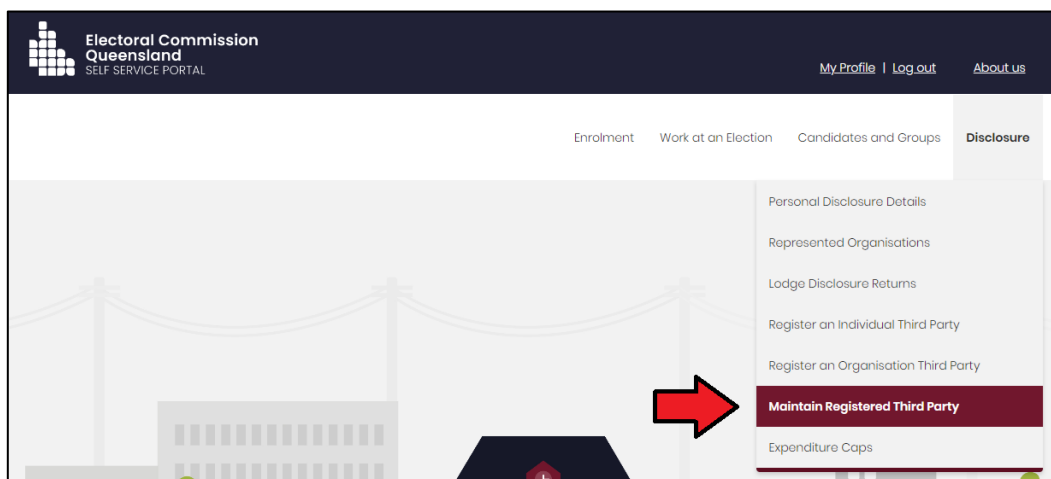 Electoral Commission
Queensland
SELF SERVICE PORTAL
My Profile | Log out About us
Enrolment Work at an Election Candidates and Groups Disclosure
Personal Disclosure Details
Represented Organisations
Lodge Disclosure Returns
Register an Individual Third Party
Register an Organisation Third Party
Maintain Registered Third Party
Expenditure Caps